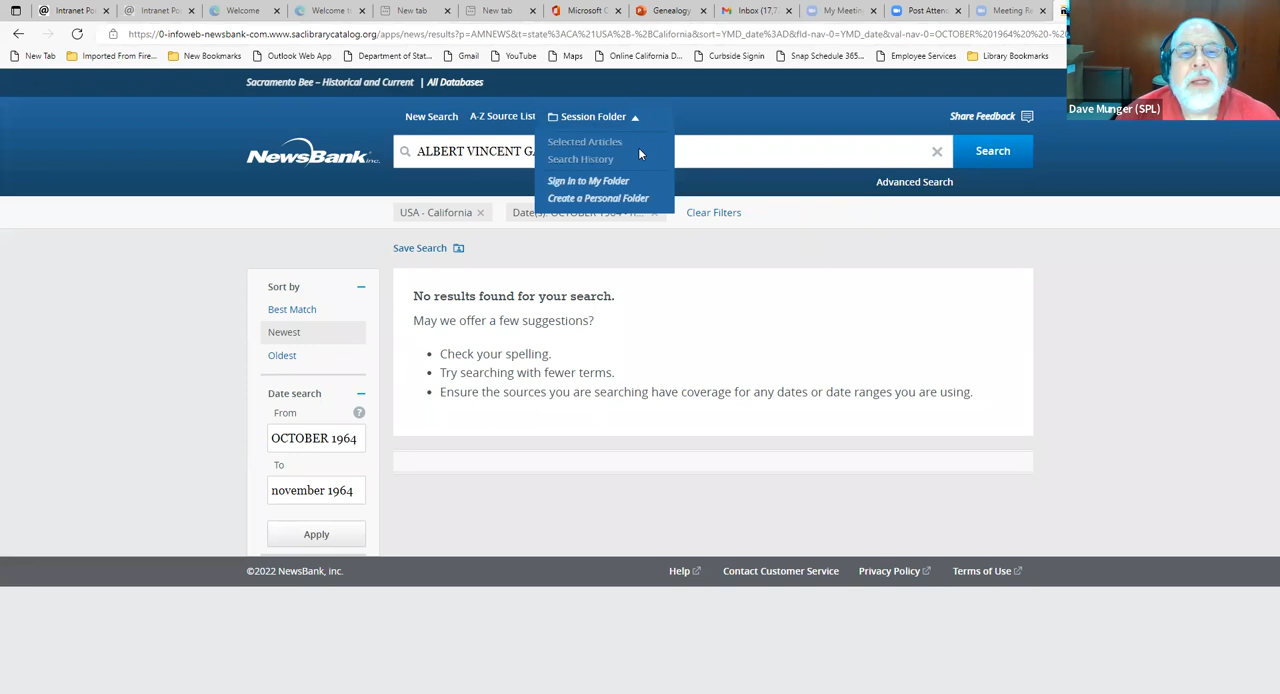 Intranet Po
Intranet Po
Welcome
Welcome t
New tab
New tab
Microsoft C
Genealogy
Inbox (17,7
My Meetin
Post Attend
Meeting Re
https://0-infoweb-newsbank-com.www.saclibrarycatalog.org/apps/news/results?p=AMNEWS&t=state%3ACA%21USA%2B-%2BCalifornia&sort=YMD_date%3AD&fld-nav-0=YMD_date&val-nav-0=OCTOBER%201964%20%20-%20
New Tab
Imported From Fire...
New Bookmarks
Outlook Web App
Department of Stat...
Gmail
YouTube
Maps
Online California D...
Curbside Signin
Snap Schedule 365...
Employee Services
Library Bookmarks
Dave Munger (SPL)
Sacramento Bee – Historical and Current | All Databases
New Search
A-Z Source List
Session Folder
Share Feedback
NewsBank inc.
ALBERT VINCENT GA
Search
Selected Articles
Search History
Sign In to My Folder
Create a Personal Folder
Advanced Search
USA - California
Clear Filters
Save Search
Sort by
Best Match
Newest
Oldest
Date search
From
OCTOBER 1964
To
november 1964
Apply
No results found for your search.
May we offer a few suggestions?
• Check your spelling.
• Try searching with fewer terms.
• Ensure the sources you are searching have coverage for any dates or date ranges you are using.
©2022 NewsBank, inc.
Help
Contact Customer Service
Privacy Policy
Terms of Use